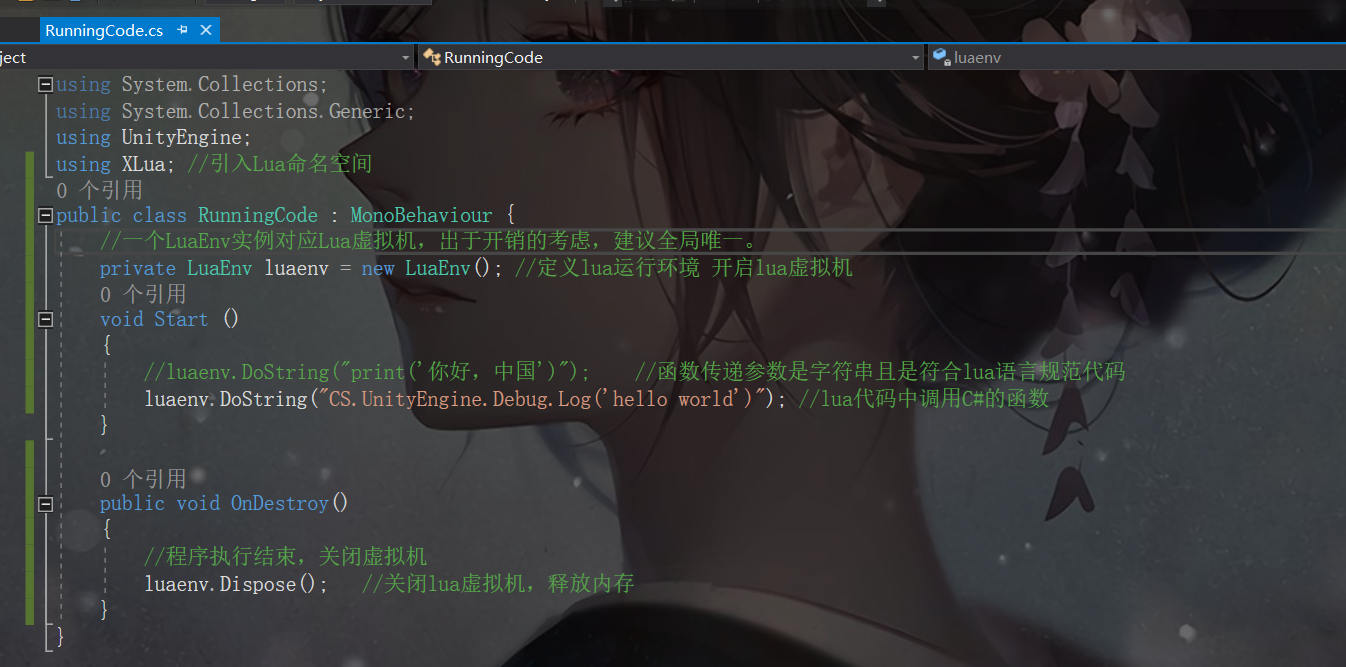 RunningCode.cs
ject RunningCode luaenv
using System.Collections;
using System.Collections.Generic;
using UnityEngine;
using XLua; //引入Lua命名空间
0 个引用
public class RunningCode : MonoBehaviour {
//一个LuaEnv实例对应Lua虚拟机，出于开销的考虑，建议全局唯一。
private LuaEnv luaenv = new LuaEnv(); //定义lua运行环境 开启lua虚拟机
0 个引用
void Start ()
{
//luaenv.DoString("print('你好，中国')"); //函数传递参数是字符串且是符合lua语言规范代码
luaenv.DoString("CS.UnityEngine.Debug.Log('hello world')"); //lua代码中调用C#的函数
}
0 个引用
public void OnDestroy()
{
//程序执行结束，关闭虚拟机
luaenv.Dispose(); //关闭lua虚拟机，释放内存
}
}